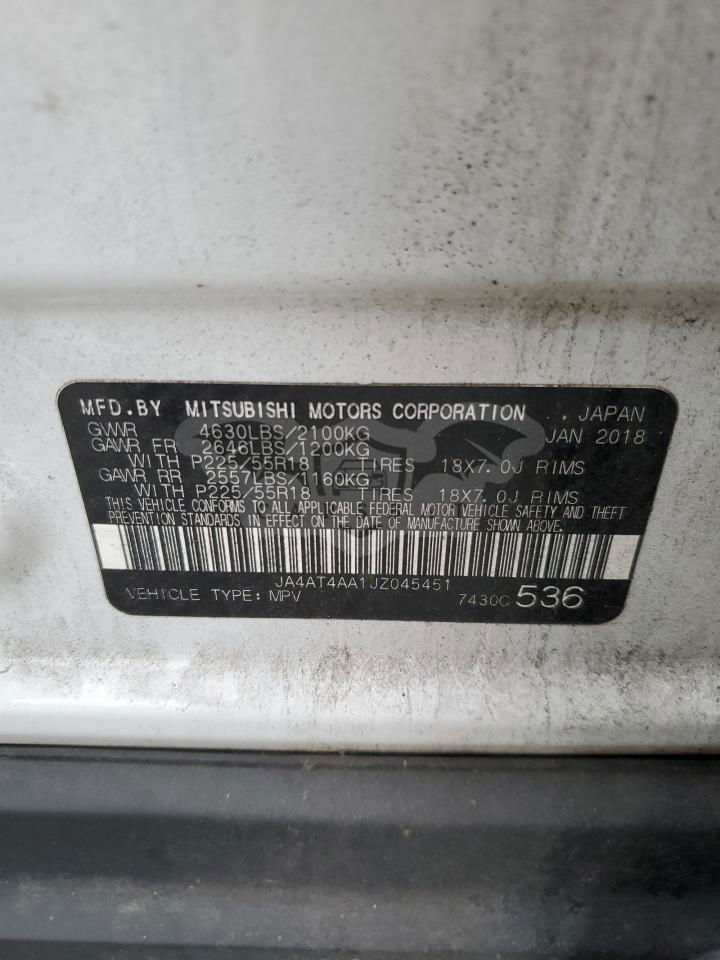 MFD.BY MITSUBISHI MOTORS CORPORATION . JAPAN
GVWR 4630LBS/2100KG JAN 2018
GAWR FR 2646LBS/1200KG
WITH P225/55R18 TIRES 18X7.0J RIMS
GAWR RR 2557LBS/1160KG
WITH P225/55R18 TIRES 18X7.0J RIMS
THIS VEHICLE CONFORMS TO ALL APPLICABLE FEDERAL MOTOR VEHICLE SAFETY AND THEFT
PREVENTION STANDARDS IN EFFECT ON THE DATE OF MANUFACTURE SHOWN ABOVE.
JA4AT4AA1JZ045451
VEHICLE TYPE: MPV 7430C 536